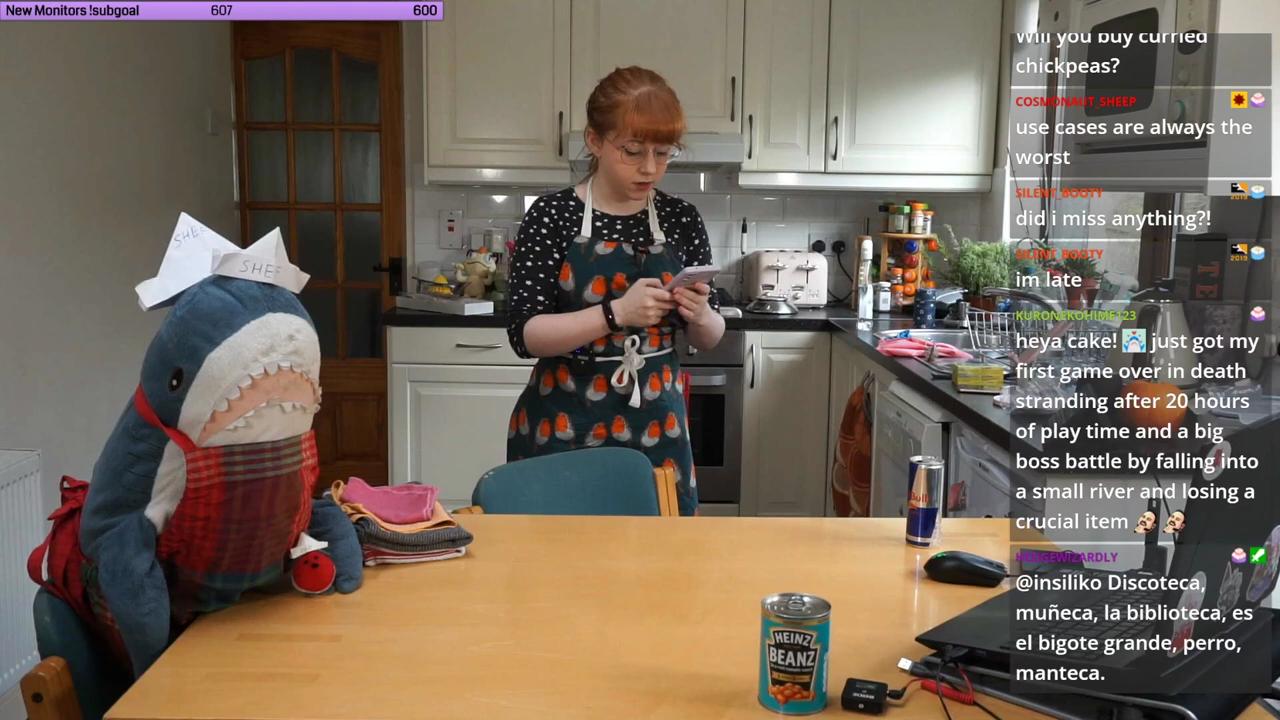 New Monitors !subgoal 607 600
Will you buy curried
chickpeas?
COSMONAUT_SHEEP
use cases are always the
worst
SILENT_BOOTY
did i miss anything?!
SILENT_BOOTY
im late
KURONEKOHIME123
heya cake! just got my
first game over in death
stranding after 20 hours
of play time and a big
boss battle by falling into
a small river and losing a
crucial item
HEDGEWIZARDLY
@insiliko Discoteca,
muñeca, la biblioteca, es
el bigote grande, perro,
manteca.
SHEE
SHEE
HEINZ
BEANZ